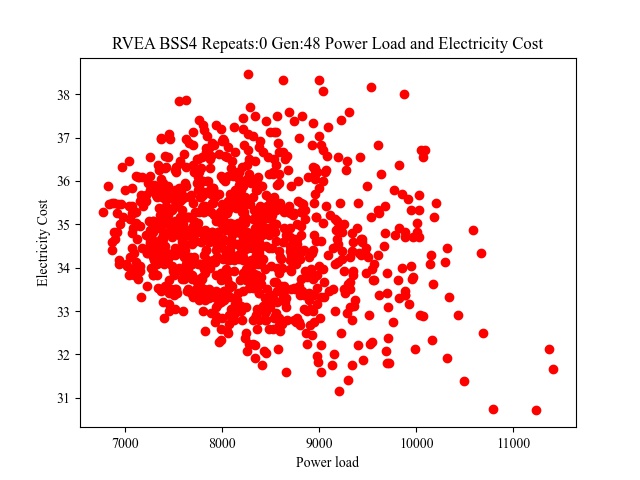 RVEA BSS4 Repeats:0 Gen:48 Power Load and Electricity Cost
38
37
36
35
34
33
32
31
Electricity Cost
7000 8000 9000 10000 11000
Power load